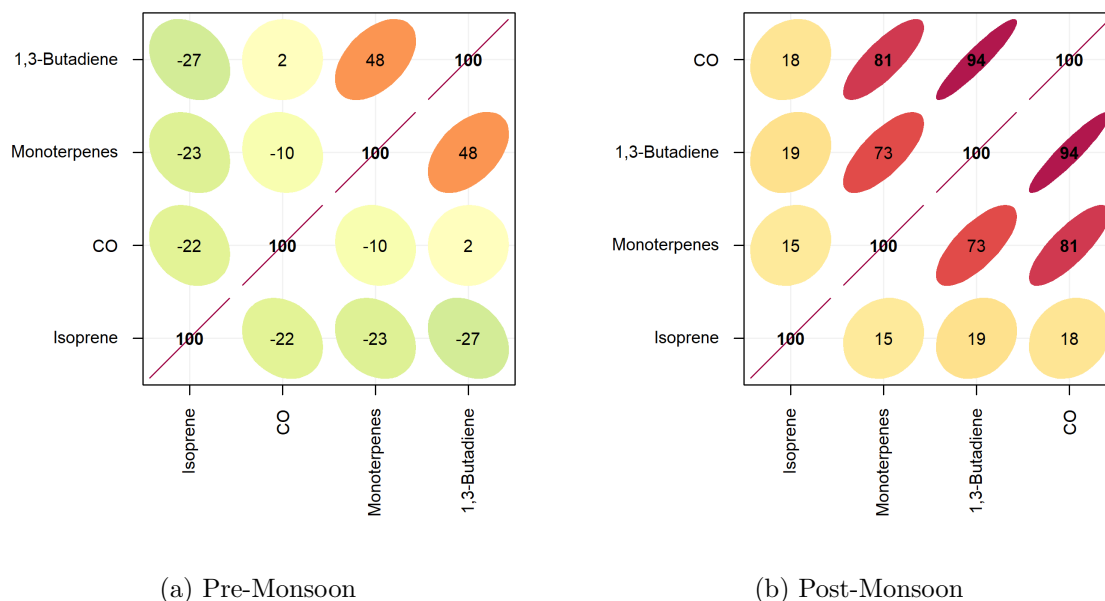 1,3-Butadiene -27 2 48 100
Monoterpenes -23 -10 100 48
CO -22 100 -10 2
Isoprene 100 -22 -23 -27
Isoprene CO Monoterpenes 1,3-Butadiene
(a) Pre-Monsoon
CO 18 81 94 100
1,3-Butadiene 19 73 100 94
Monoterpenes 15 100 73 81
Isoprene 100 15 19 18
Isoprene Monoterpenes 1,3-Butadiene CO
(b) Post-Monsoon